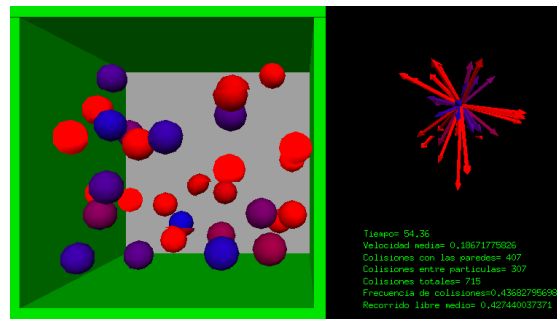 Tiempo= 54.36
Velocidad media= 0.18671775826
Colisiones con las paredes= 407
Colisiones entre particulas= 307
Colisiones totales= 715
Frecuencia de colisiones=0.43682795698
Recorrido libre medio= 0.427440037371